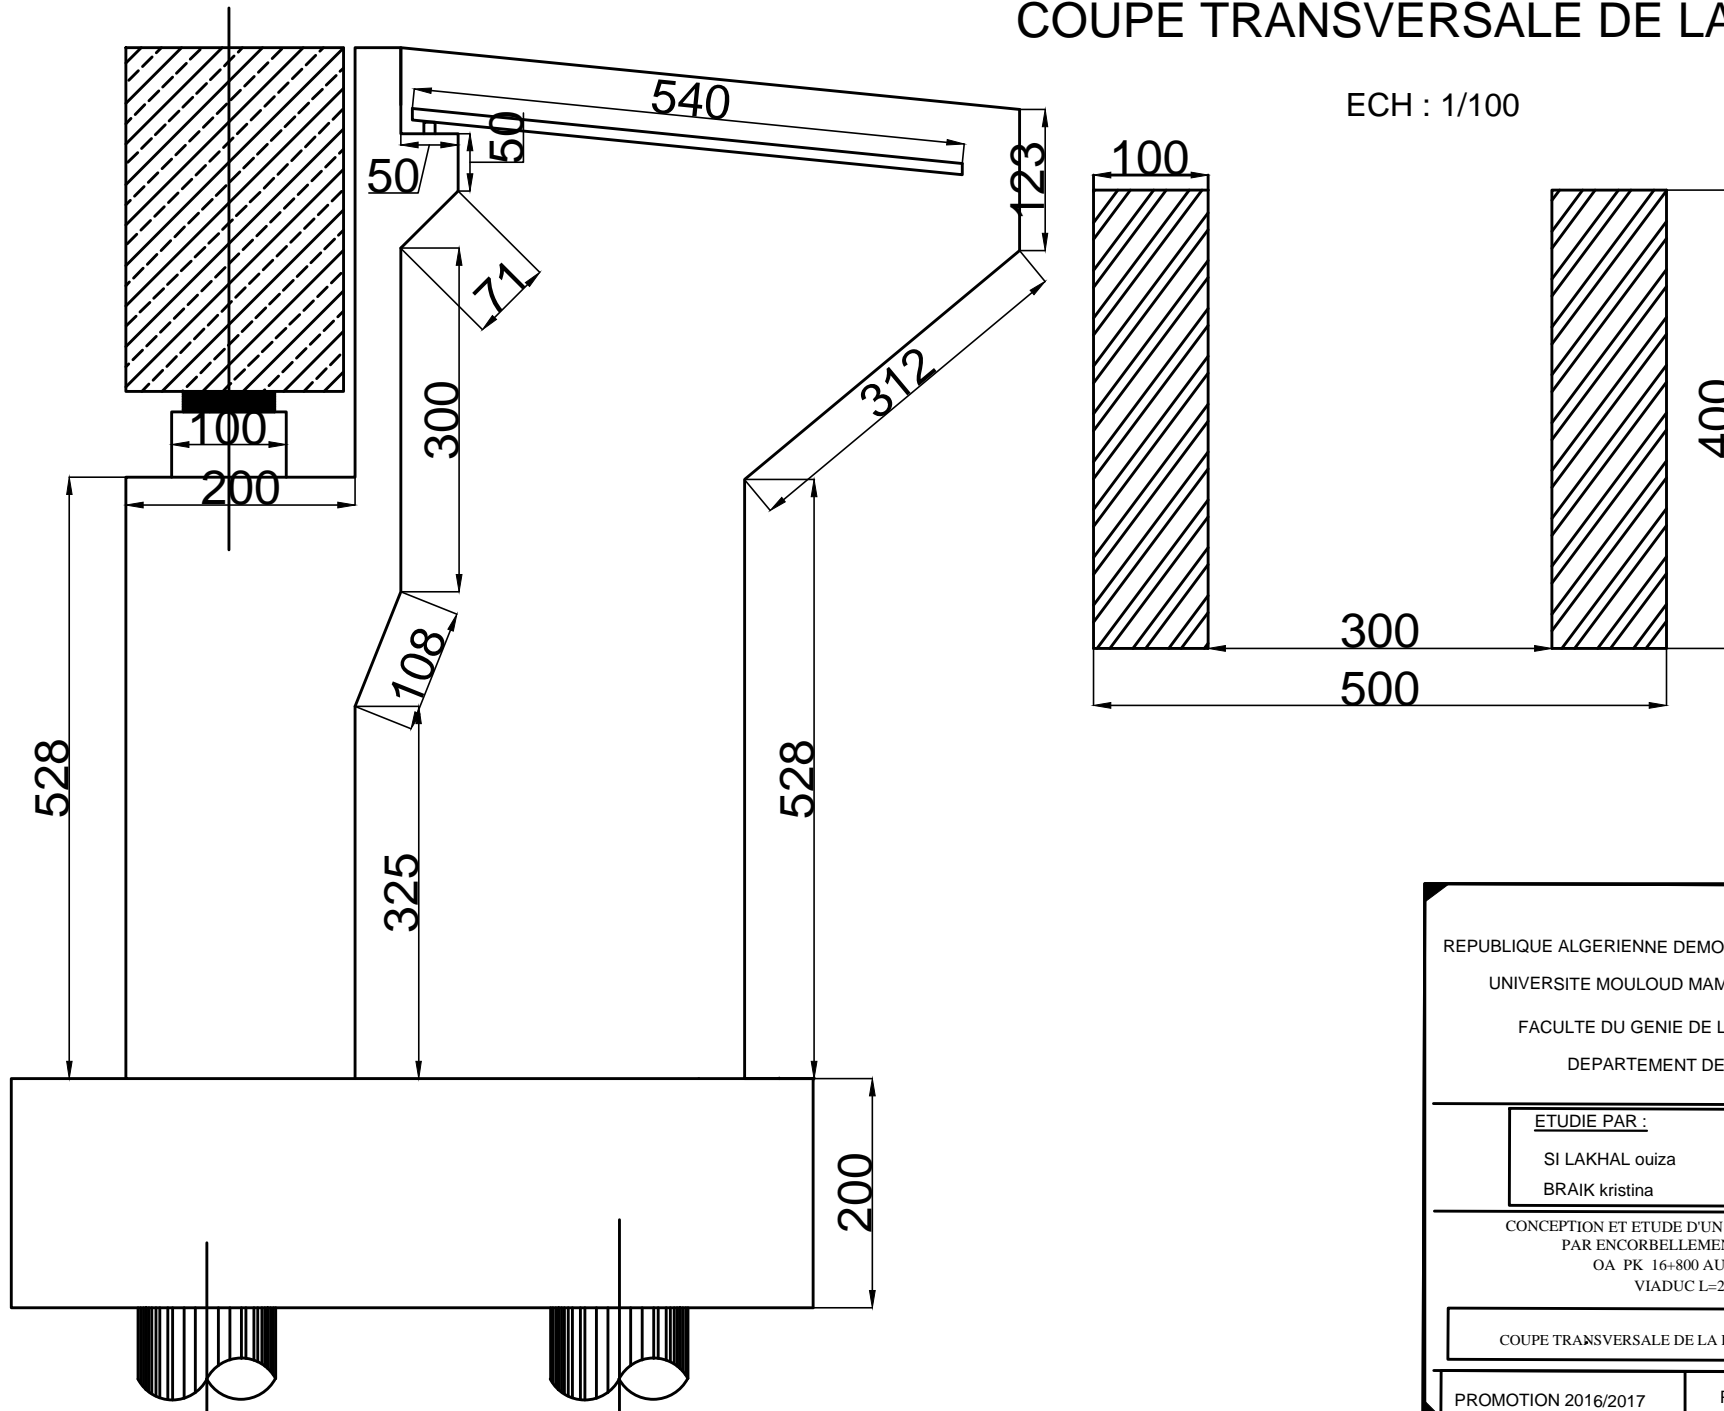 COUPE TRANSVERSALE DE LA
ECH : 1/100
540
50
50
123
71
300
312
100
200
108
528
325
528
200
100
400
300
500
REPUBLIQUE ALGERIENNE DEMO
UNIVERSITE MOULOUD MAM
FACULTE DU GENIE DE L
DEPARTEMENT DE
ETUDIE PAR :
SI LAKHAL ouiza
BRAIK kristina
CONCEPTION ET ETUDE D'UN
PAR ENCORBELLEMEN
OA PK 16+800 AU
VIADUC L=2
COUPE TRANSVERSALE DE LA
PROMOTION 2016/2017